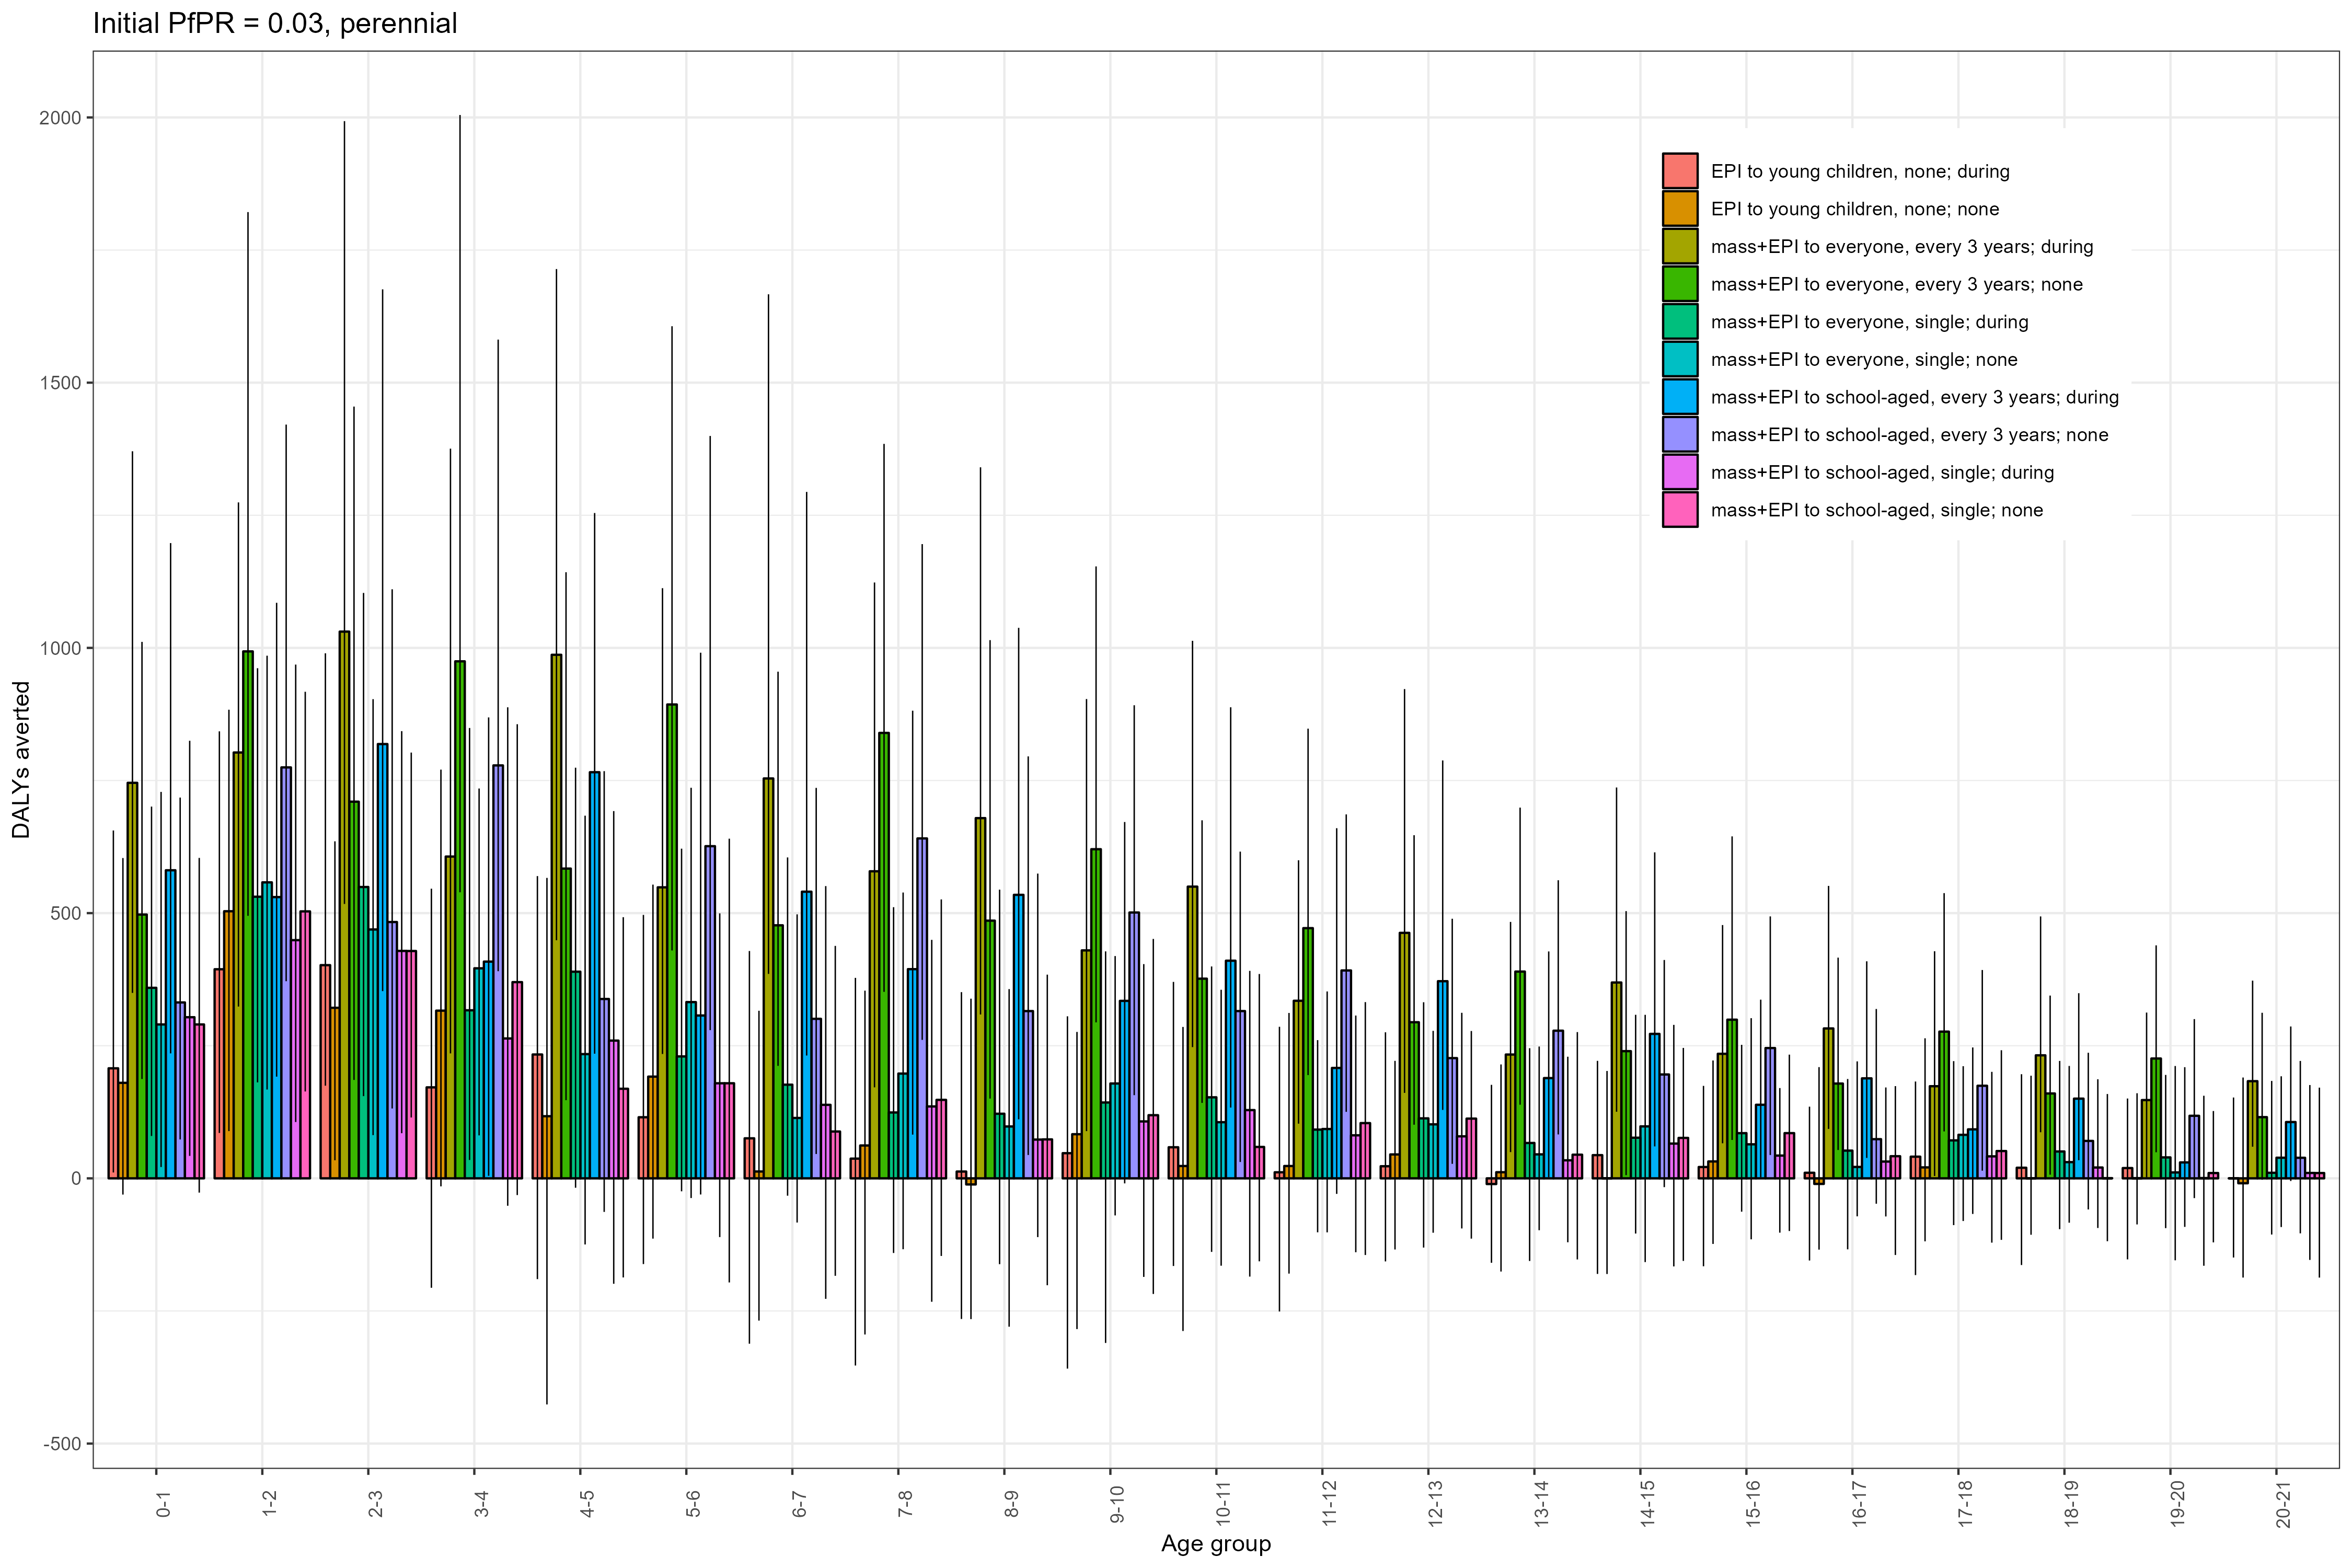 Initial PfPR = 0.03, perennial
DALYs averted
2000
1500
1000
500
0
-500
EPI to young children, none; during
EPI to young children, none; none
mass+EPI to everyone, every 3 years; during
mass+EPI to everyone, every 3 years; none
mass+EPI to everyone, single; during
mass+EPI to everyone, single; none
mass+EPI to school-aged, every 3 years; during
mass+EPI to school-aged, every 3 years; none
mass+EPI to school-aged, single; during
mass+EPI to school-aged, single; none
0-1 1-2 2-3 3-4 4-5 5-6 6-7 7-8 8-9 9-10 10-11 11-12 12-13 13-14 14-15 15-16 16-17 17-18 18-19 19-20 20-21
Age group